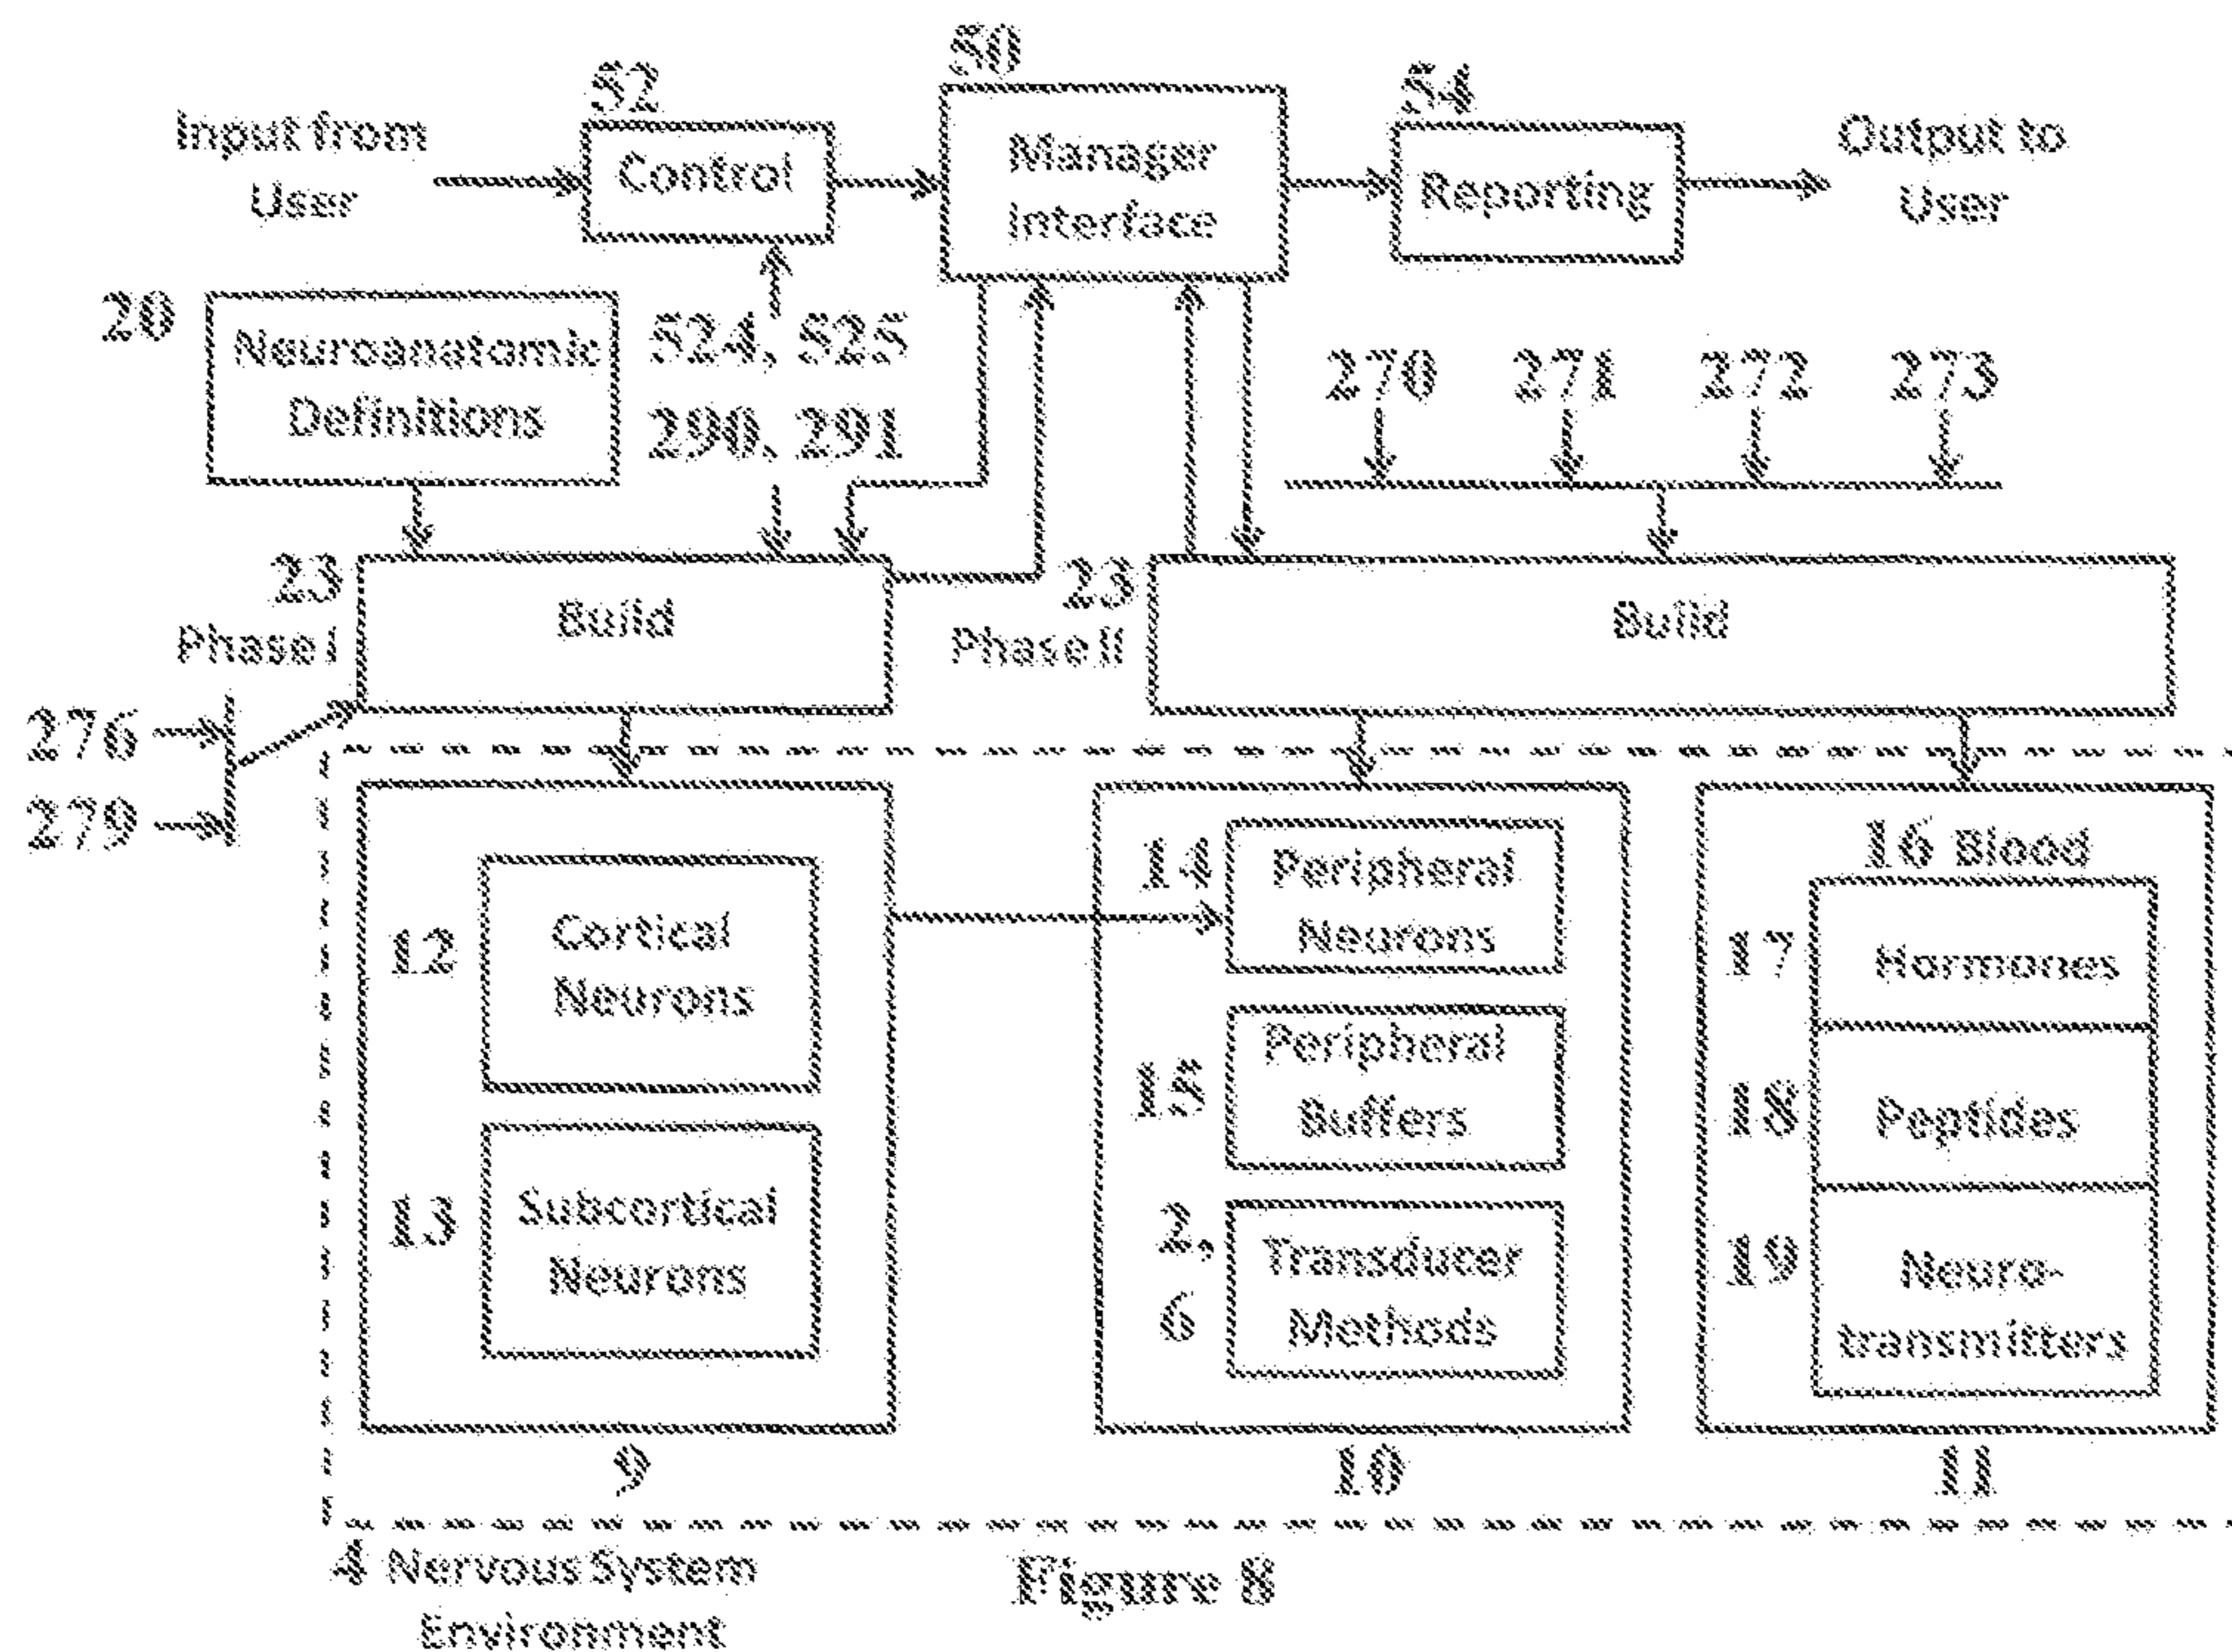 50
52
54
Input from
User
Control
Manager
Interface
Reporting
Output to
User
20
Neuroanatomic
Definitions
524, 525
290, 291
270 271 272 273
23
Phase I
Build
23
Phase II
Build
276
279
12
Cortical
Neurons
13
Subcortical
Neurons
9
14
Peripheral
Neurons
15
Peripheral
Buffers
2,
6
Transducer
Methods
10
16 Blood
17
Hormones
18
Peptides
19
Neuro-
transmitters
11
4 Nervous System
Environment
Figure 8